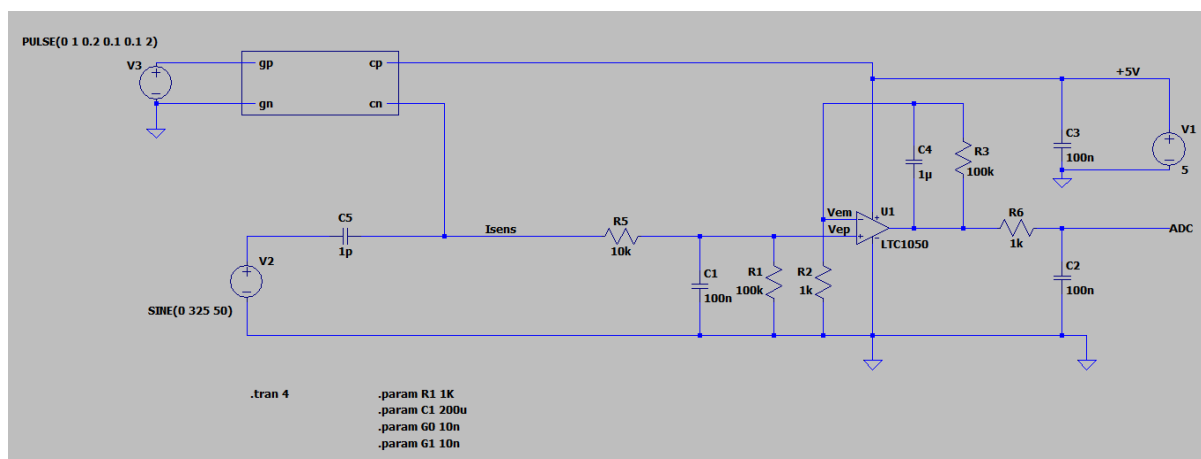 PULSE(0 1 0.2 0.1 0.1 2)
V3
gp
cp
gn
cn
+5V
C3
100n
V1
5
C4
1µ
R3
100k
Vem
Vep
U1
LTC1050
R6
1k
ADC
C2
100n
C5
1p
Isens
R5
10k
V2
SINE(0 325 50)
C1
100n
R1
100k
R2
1k
.tran 4
.param R1 1K
.param C1 200u
.param G0 10n
.param G1 10n